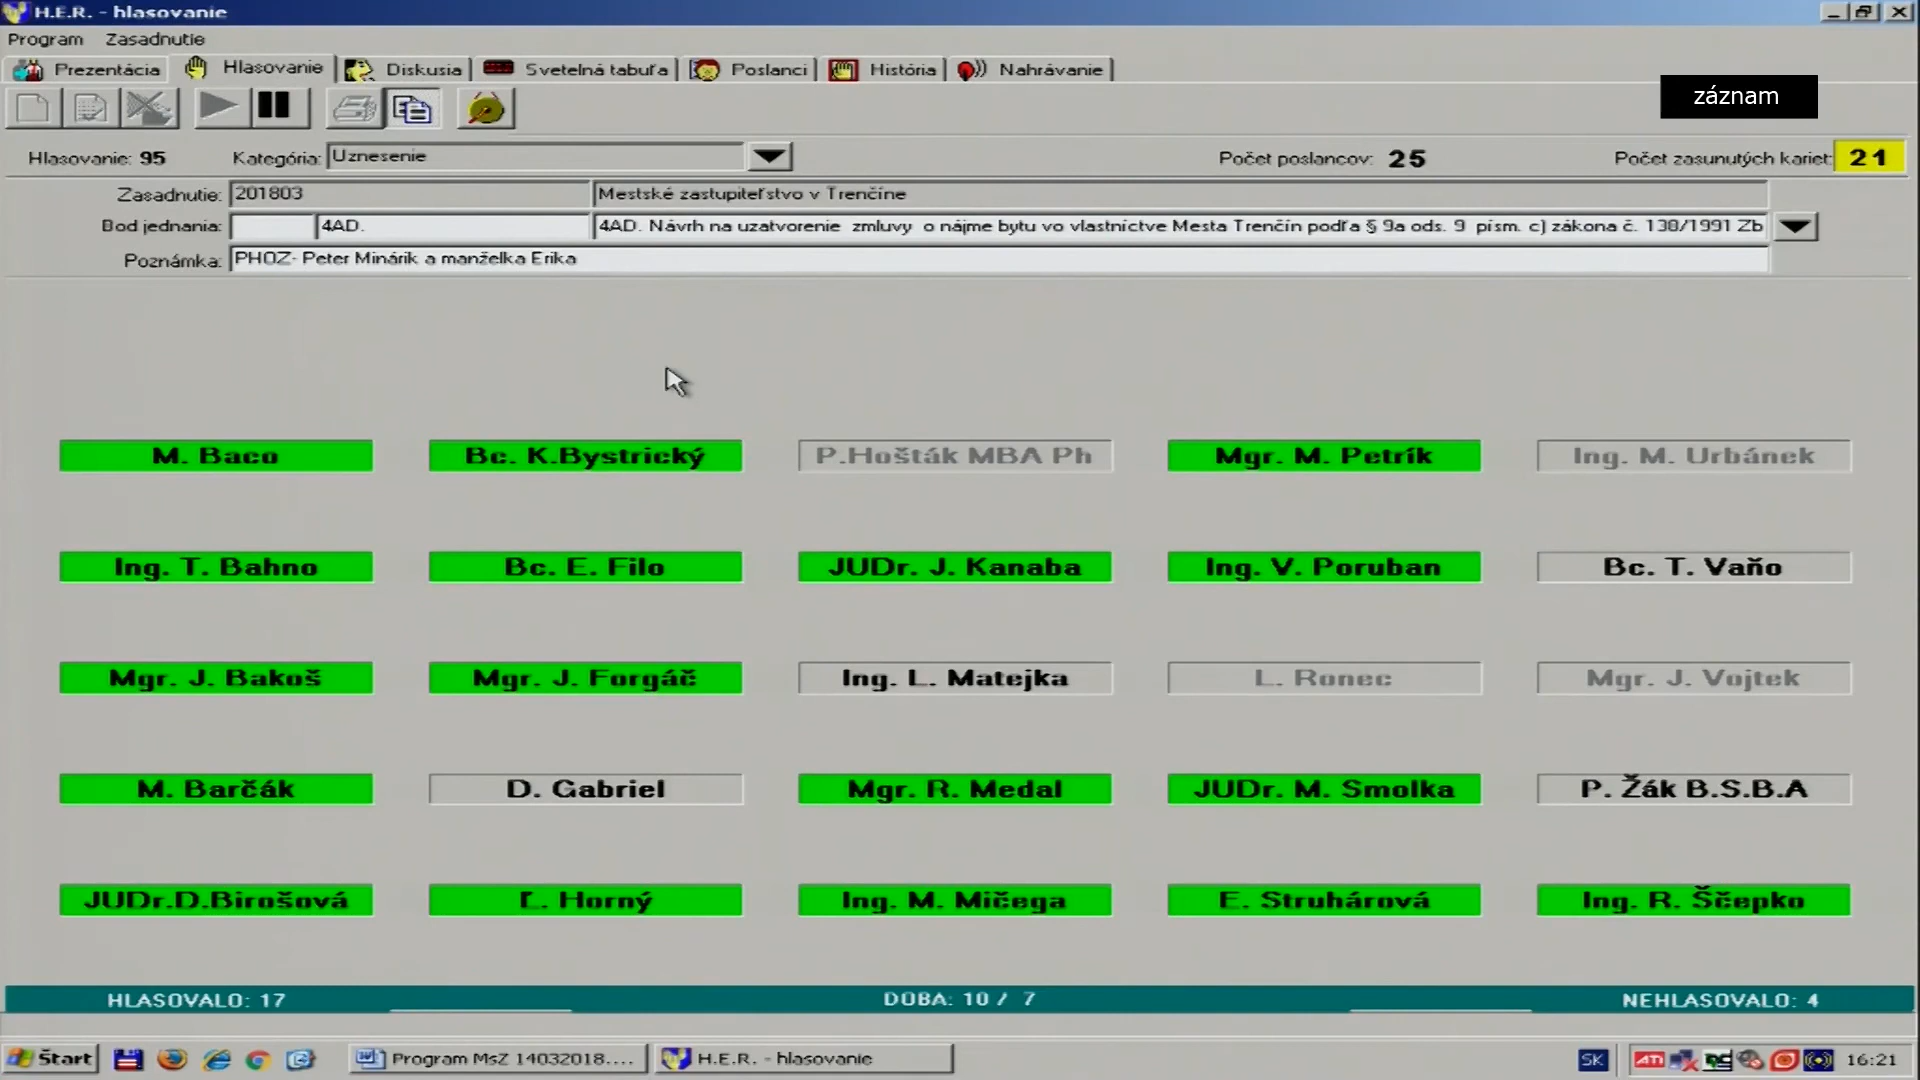 H.E.R. - hlasovanie
Program Zasadnutie
Prezentácia Hlasovanie Diskusia Svetelná tabuľa Poslanci História Nahrávanie
záznam
Hlasovanie: 95 Kategória: Uznesenie Počet poslancov: 25 Počet zasunutých kariet: 21
Zasadnutie: 201803 Mestské zastupiteľstvo v Trenčíne
Bod jednania: 4AD. 4AD. Návrh na uzatvorenie zmluvy o nájme bytu vo vlastníctve Mesta Trenčín podľa § 9a ods. 9 písm. c) zákona č. 138/1991 Zb
Poznámka: PHOZ- Peter Minárik a manželka Erika
M. Baco Bc. K.Bystrický P.Hošták MBA Ph Mgr. M. Petrík Ing. M. Urbánek
Ing. T. Bahno Bc. E. Filo JUDr. J. Kanaba Ing. V. Poruban Bc. T. Vaňo
Mgr. J. Bakoš Mgr. J. Forgáč Ing. L. Matejka L. Ronec Mgr. J. Vojtek
M. Barčák D. Gabriel Mgr. R. Medal JUDr. M. Smolka P. Žák B.S.B.A
JUDr.D.Birošová Ľ. Horný Ing. M. Mičega E. Struhárová Ing. R. Ščepko
HLASOVALO: 17 DOBA: 10 / 7 NEHLASOVALO: 4
Štart Program MsZ 14032018.... H.E.R. - hlasovanie SK ATI 16:21